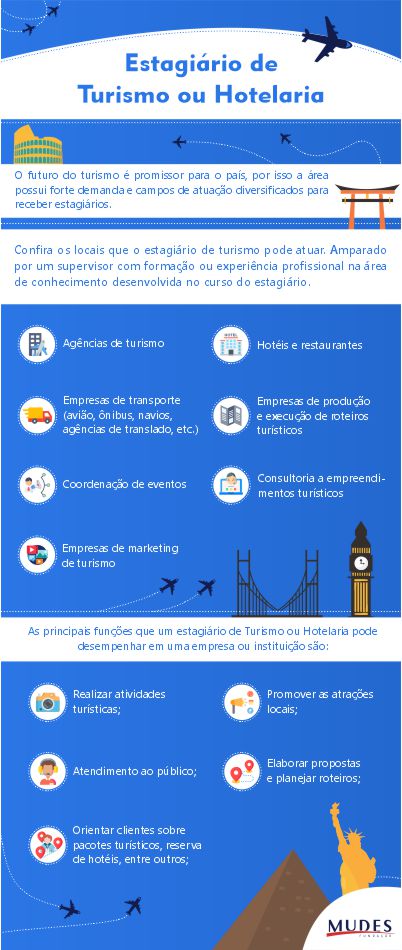 Estagiário de
Turismo ou Hotelaria
O futuro do turismo é promissor para o país, por isso a área
possui forte demanda e campos de atuação diversificados para
receber estagiários.
Confira os locais que o estagiário de turismo pode atuar. Amparado
por um supervisor com formação ou experiência profissional na área
de conhecimento desenvolvida no curso do estagiário.
Agências de turismo
HOTEL
Hotéis e restaurantes
Empresas de transporte
(avião, ônibus, navios,
agências de translado, etc.)
Empresas de produção
e execução de roteiros
turísticos
Coordenação de eventos
Consultoria a empreendi-
mentos turísticos
Empresas de marketing
de turismo
As principais funções que um estagiário de Turismo ou Hotelaria pode
desempenhar em uma empresa ou instituição são:
Realizar atividades
turísticas;
Promover as atrações
locais;
Atendimento ao público;
Elaborar propostas
e planejar roteiros;
Orientar clientes sobre
pacotes turísticos, reserva
de hotéis, entre outros;
MUDES
FUNDAÇÃO